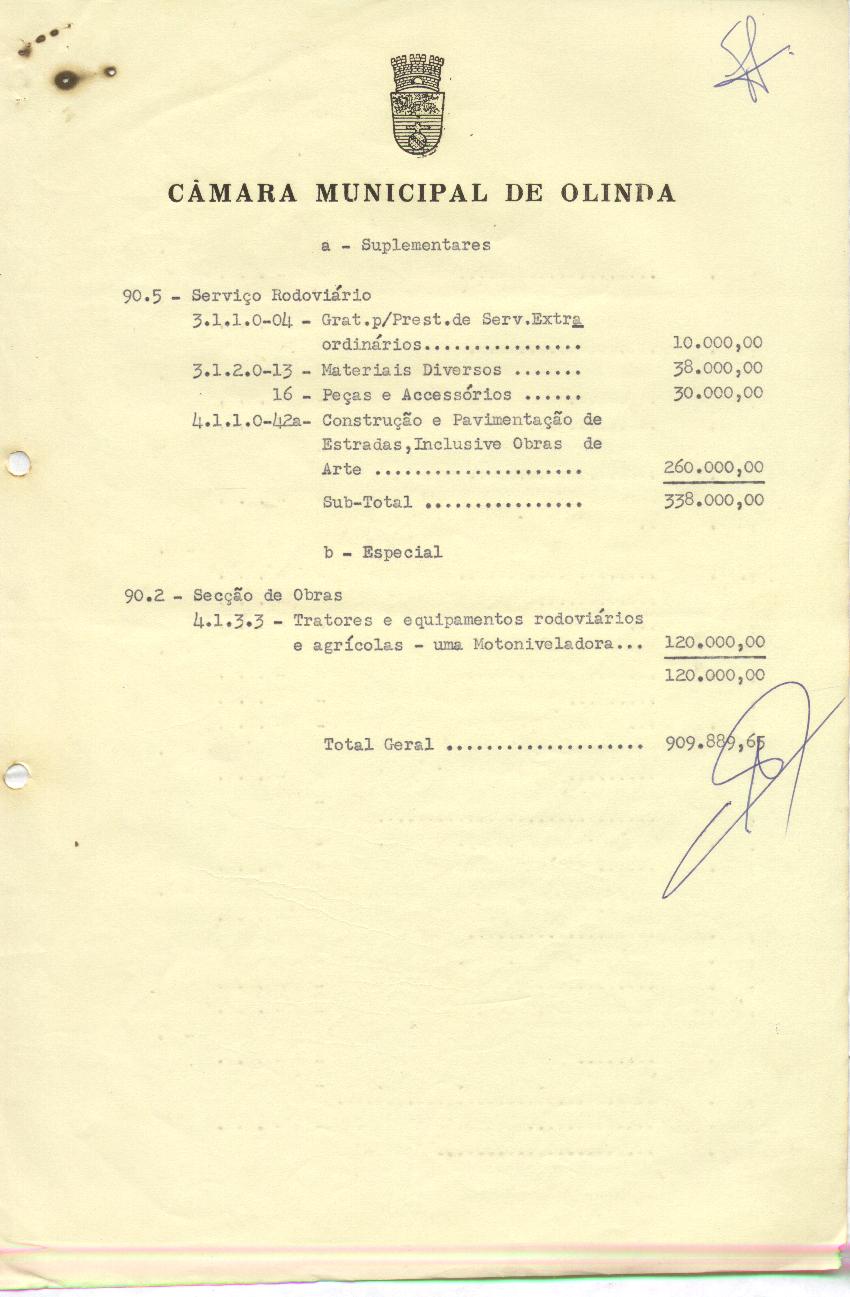 CÂMARA MUNICIPAL DE OLINDA
a - Suplementares
90.5 - Serviço Rodoviário
3.1.1.0-04 - Grat.p/Prest.de Serv.Extra
ordinários................ 10.000,00
3.1.2.0-13 - Materiais Diversos ....... 38.000,00
16 - Peças e Accessórios ...... 30.000,00
4.1.1.0-42a- Construção e Pavimentação de
Estradas,Inclusive Obras de
Arte ..................... 260.000,00
Sub-Total ................ 338.000,00
b - Especial
90.2 - Secção de Obras
4.1.3.3 - Tratores e equipamentos rodoviários
e agrícolas - uma Motoniveladora... 120.000,00
120.000,00
Total Geral .................... 909.889,65